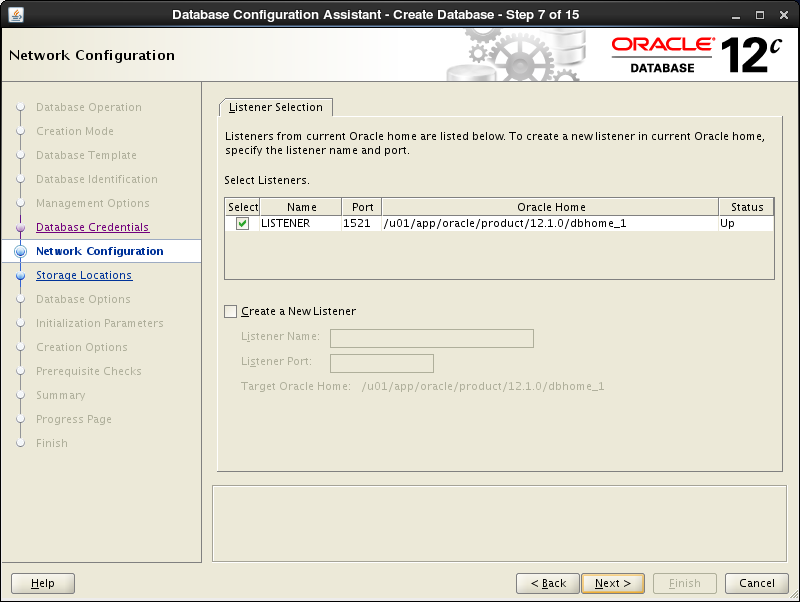 Database Configuration Assistant - Create Database - Step 7 of 15
Network Configuration
ORACLE
DATABASE
12c
Database Operation
Creation Mode
Database Template
Database Identification
Management Options
Database Credentials
Network Configuration
Storage Locations
Database Options
Initialization Parameters
Creation Options
Prerequisite Checks
Summary
Progress Page
Finish
Listener Selection
Listeners from current Oracle home are listed below. To create a new listener in current Oracle home,
specify the listener name and port.
Select Listeners.
Select Name Port Oracle Home Status
LISTENER 1521 /u01/app/oracle/product/12.1.0/dbhome_1 Up
Create a New Listener
Listener Name:
Listener Port:
Target Oracle Home: /u01/app/oracle/product/12.1.0/dbhome_1
Help < Back Next > Finish Cancel